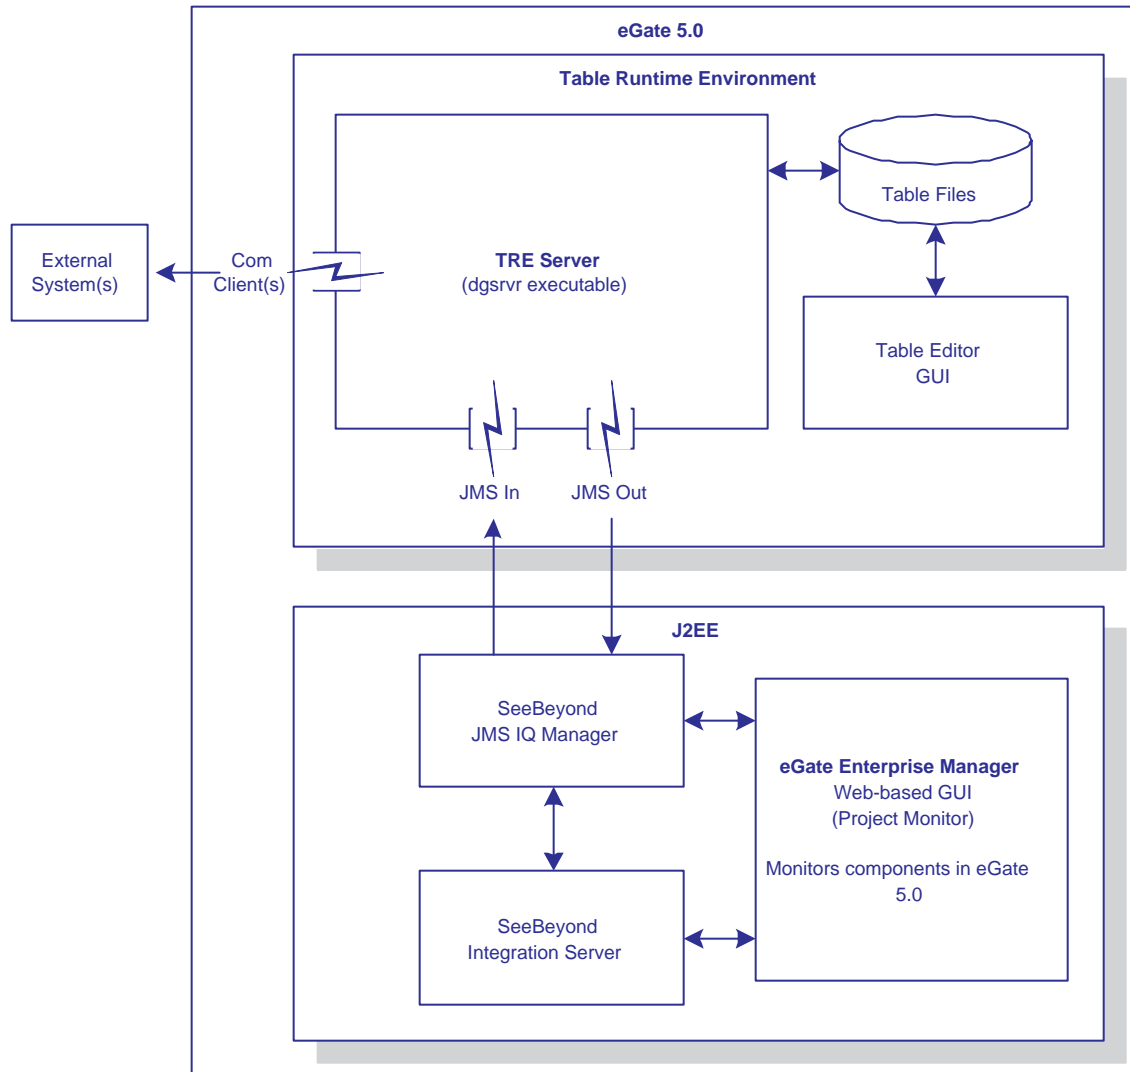 eGate 5.0
Table Runtime Environment
Table Files
External
System(s)
Com
Client(s)
TRE Server
(dgsrvr executable)
Table Editor
GUI
JMS In
JMS Out
J2EE
SeeBeyond
JMS IQ Manager
eGate Enterprise Manager
Web-based GUI
(Project Monitor)
Monitors components in eGate
5.0
SeeBeyond
Integration Server